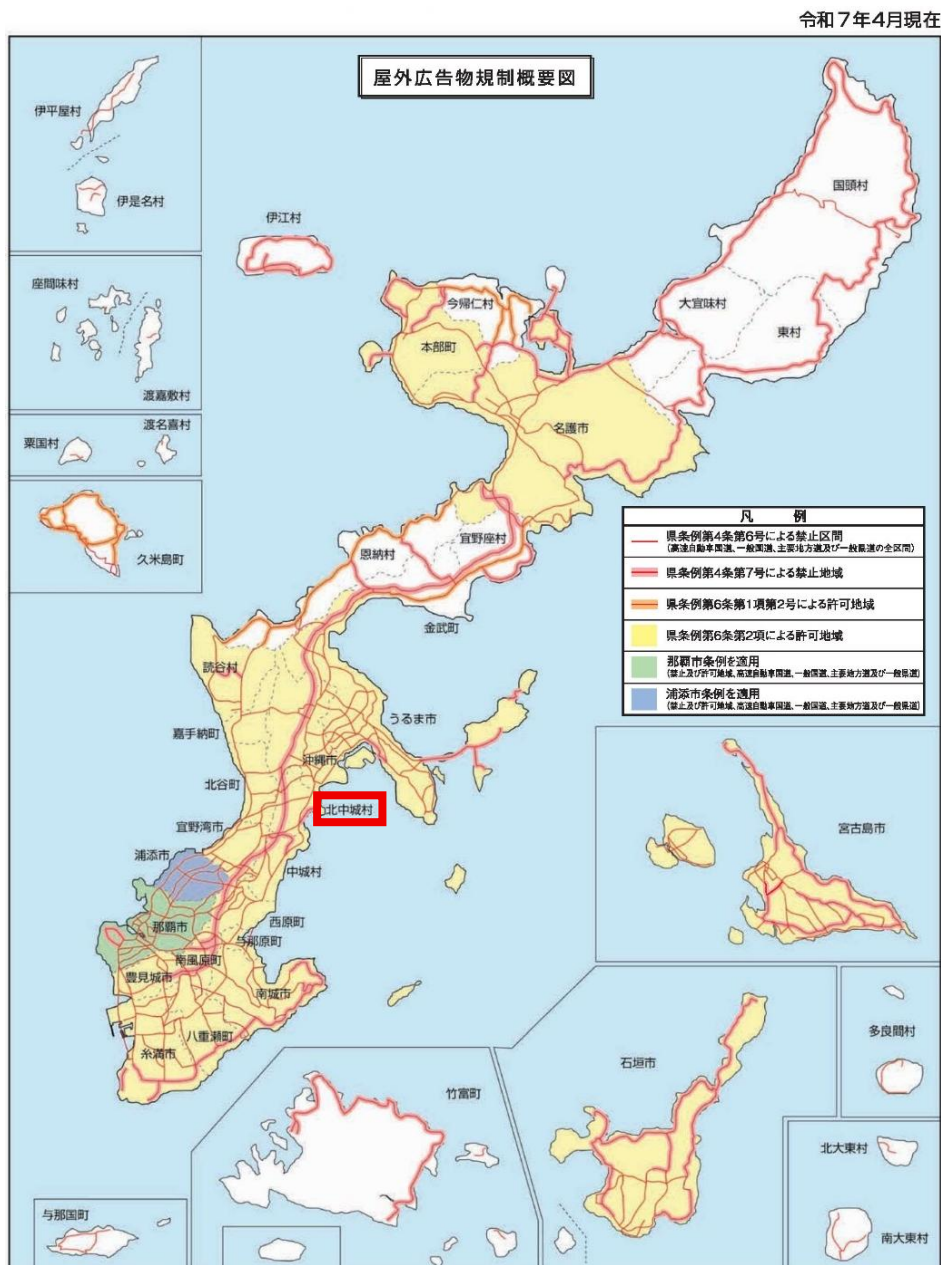 令和7年4月現在
屋外広告物規制概要図
伊平屋村
伊是名村
伊江村
国頭村
座間味村
今帰仁村
大宜味村
東村
本部町
渡嘉敷村
渡名喜村
粟国村
名護市
久米島町
恩納村
宜野座村
金武町
凡 例
県条例第4条第6号による禁止区間
(高速自動車国道、一般国道、主要地方道及び一般県道の全区間)
県条例第4条第7号による禁止地域
県条例第6条第1項第2号による許可地域
県条例第6条第2項による許可地域
那覇市条例を適用
(禁止及び許可地域、高速自動車国道、一般国道、主要地方道及び一般県道)
浦添市条例を適用
(禁止及び許可地域、高速自動車国道、一般国道、主要地方道及び一般県道)
読谷村
うるま市
嘉手納町
沖縄市
北谷町
北中城村
宜野湾市
宮古島市
浦添市
中城村
西原町
那覇市
与那原町
南風原町
豊見城市
南城市
八重瀬町
糸満市
多良間村
石垣市
竹富町
北大東村
与那国町
南大東村